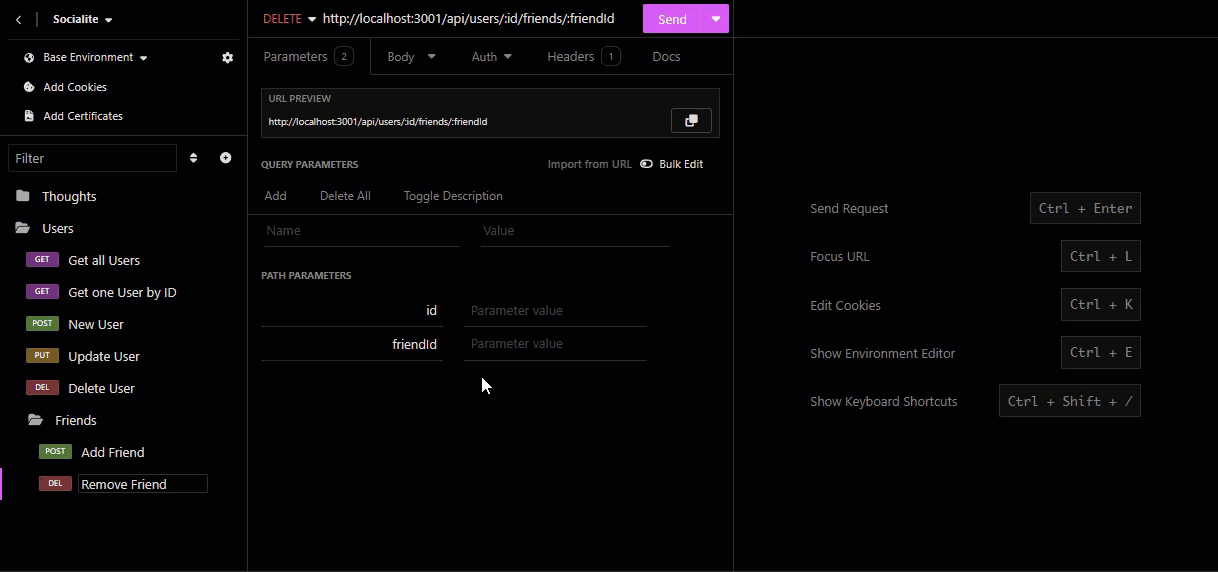 Socialite
Base Environment
Add Cookies
Add Certificates
Filter
Thoughts
Users
GET Get all Users
GET Get one User by ID
POST New User
PUT Update User
DEL Delete User
Friends
POST Add Friend
DEL Remove Friend
DELETE http://localhost:3001/api/users/:id/friends/:friendId Send
Parameters 2 Body Auth Headers 1 Docs
URL PREVIEW
http://localhost:3001/api/users/:id/friends/:friendId
QUERY PARAMETERS Import from URL Bulk Edit
Add Delete All Toggle Description
Name Value
PATH PARAMETERS
id Parameter value
friendId Parameter value
Send Request Ctrl + Enter
Focus URL Ctrl + L
Edit Cookies Ctrl + K
Show Environment Editor Ctrl + E
Show Keyboard Shortcuts Ctrl + Shift + /